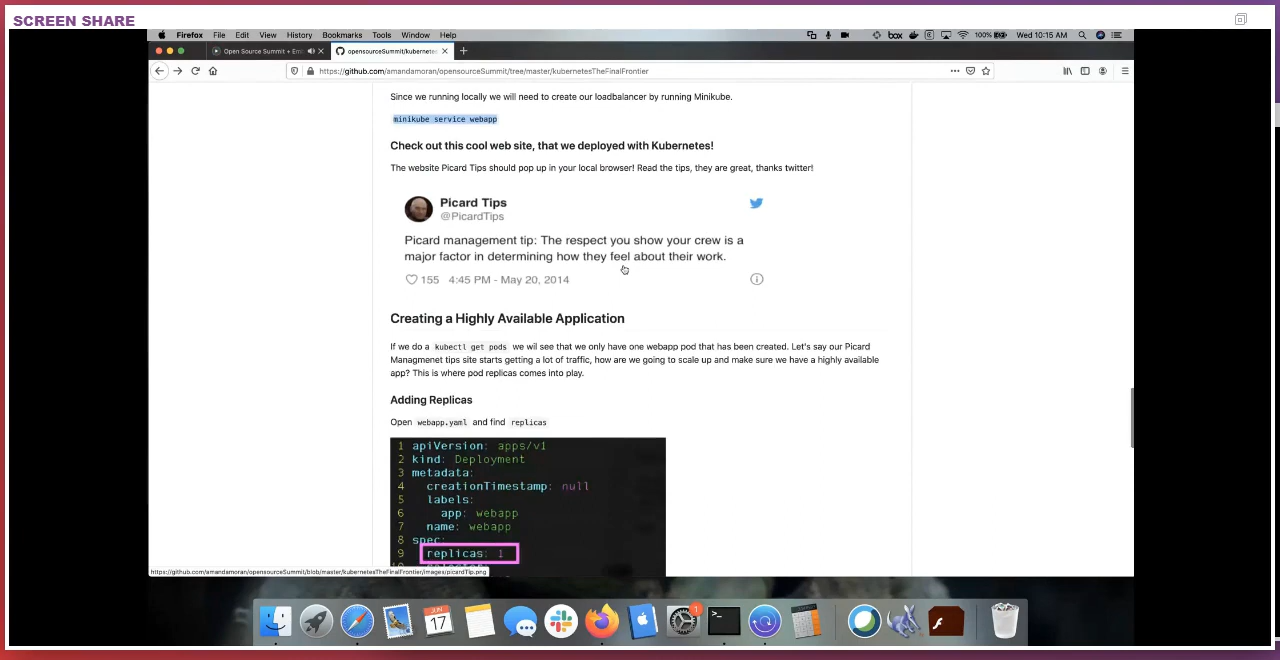 SCREEN SHARE
Firefox File Edit View History Bookmarks Tools Window Help
box 100% Wed 10:15 AM
Open Source Summit + Em
opensourceSummit/kubernetes
https://github.com/amandamoran/opensourceSummit/tree/master/kubernetesTheFinalFrontier
Since we running locally we will need to create our loadbalancer by running Minikube.
minikube service webapp
Check out this cool web site, that we deployed with Kubernetes!
The website Picard Tips should pop up in your local browser! Read the tips, they are great, thanks twitter!
Picard Tips
@PicardTips
Picard management tip: The respect you show your crew is a
major factor in determining how they feel about their work.
155 4:45 PM - May 20, 2014
Creating a Highly Available Application
If we do a kubectl get pods we wil see that we only have one webapp pod that has been created. Let's say our Picard
Managmenet tips site starts getting a lot of traffic, how are we going to scale up and make sure we have a highly available
app? This is where pod replicas comes into play.
Adding Replicas
Open webapp.yaml and find replicas
1 apiVersion: apps/v1
2 kind: Deployment
3 metadata:
4 creationTimestamp: null
5 labels:
6 app: webapp
7 name: webapp
8 spec:
9 replicas: 1
https://github.com/amandamoran/opensourceSummit/blob/master/kubernetesTheFinalFrontier/images/picardTip.png
JUN
17
1